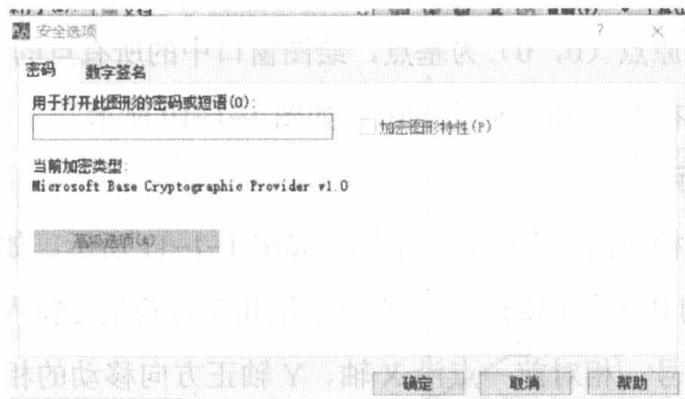 安全选项 ? ×
密码 数字签名
用于打开此图形的密码或短语(O):
加密图形特性(P)
当前加密类型:
Microsoft Base Cryptographic Provider v1.0
高级选项(A)
确定 取消 帮助